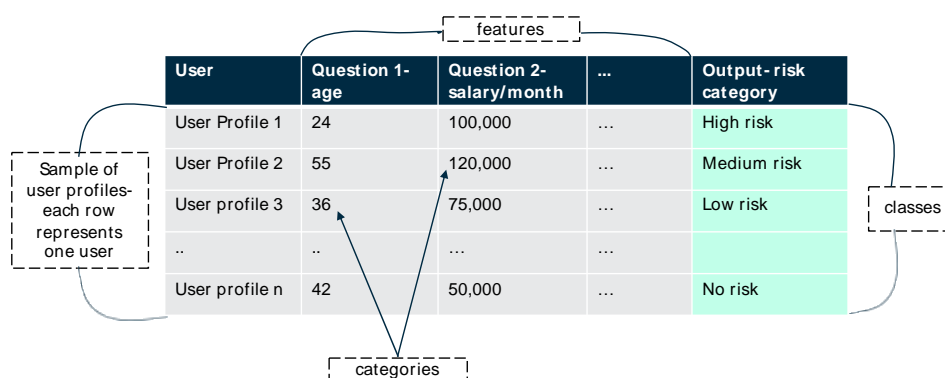 features
User Question 1- Question 2- ... Output-risk
age salary/month category
User Profile 1 24 100,000 ... High risk
User Profile 2 55 120,000 ... Medium risk
User profile 3 36 75,000 ... Low risk
.. .. ... ...
User profile n 42 50,000 ... No risk
Sample of
user profiles-
each row
represents
one user
classes
categories